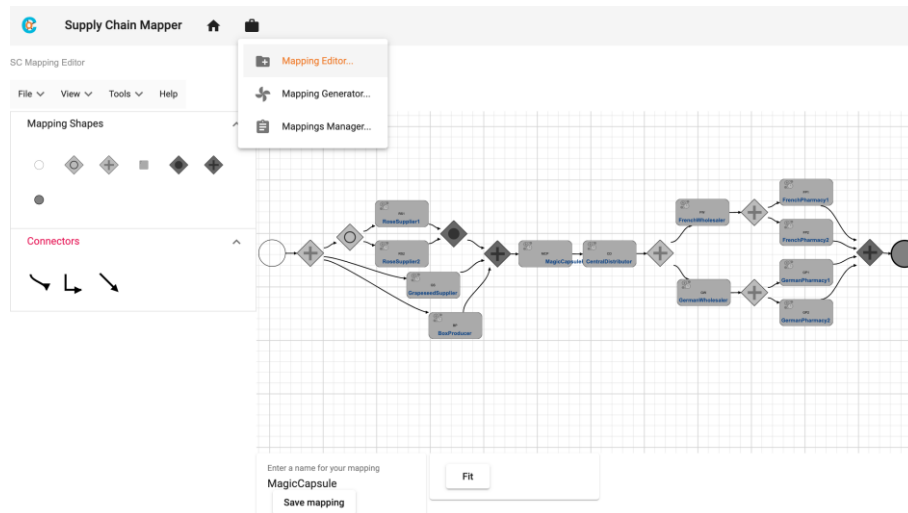 Supply Chain Mapper
SC Mapping Editor
Mapping Editor...
Mapping Generator...
Mappings Manager...
File View Tools Help
Mapping Shapes
Connectors
RoseSupplier1
RoseSupplier2
GrapeseedSupplier
BoxProducer
MagicCapsule
CentralDistributor
FrenchWholesaler
GermanWholesaler
FrenchPharmacy1
FrenchPharmacy2
GermanPharmacy1
GermanPharmacy2
Enter a name for your mapping
MagicCapsule
Save mapping
Fit